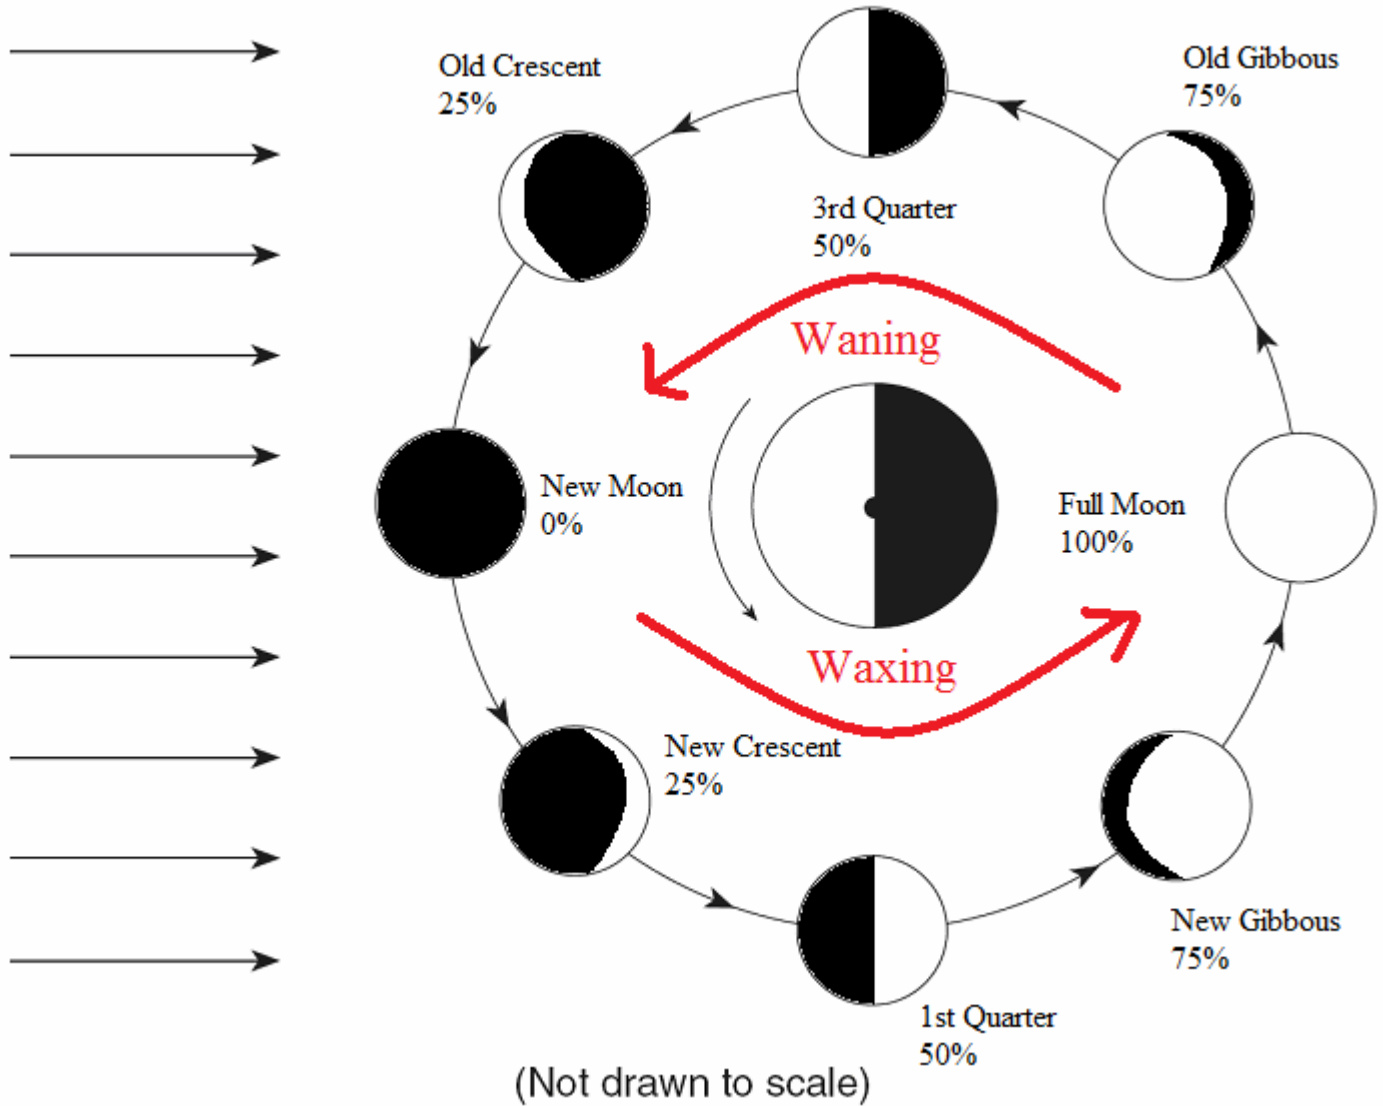 Old Crescent
25%
Old Gibbous
75%
3rd Quarter
50%
Waning
New Moon
0%
Full Moon
100%
Waxing
New Crescent
25%
New Gibbous
75%
1st Quarter
50%
(Not drawn to scale)